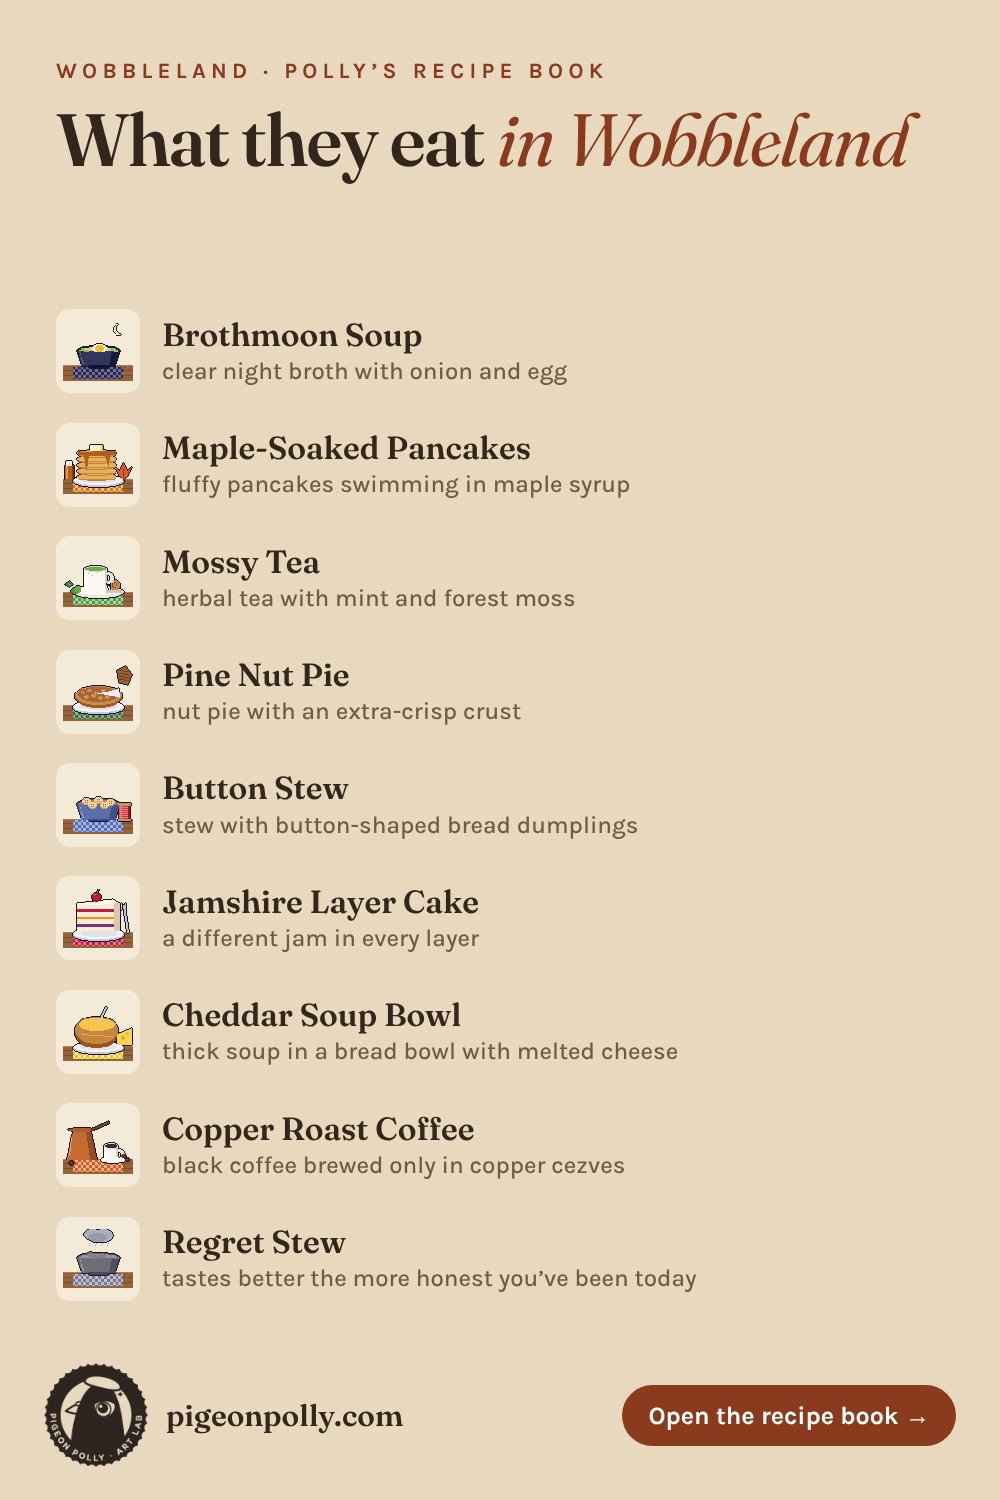 WOBBLELAND · POLLY’S RECIPE BOOK
What they eat in Wobbleland
Brothmoon Soup
clear night broth with onion and egg
Maple-Soaked Pancakes
fluffy pancakes swimming in maple syrup
Mossy Tea
herbal tea with mint and forest moss
Pine Nut Pie
nut pie with an extra-crisp crust
Button Stew
stew with button-shaped bread dumplings
Jamshire Layer Cake
a different jam in every layer
Cheddar Soup Bowl
thick soup in a bread bowl with melted cheese
Copper Roast Coffee
black coffee brewed only in copper cezves
Regret Stew
tastes better the more honest you’ve been today
PIGEON POLLY · ART LAB
pigeonpolly.com
Open the recipe book →